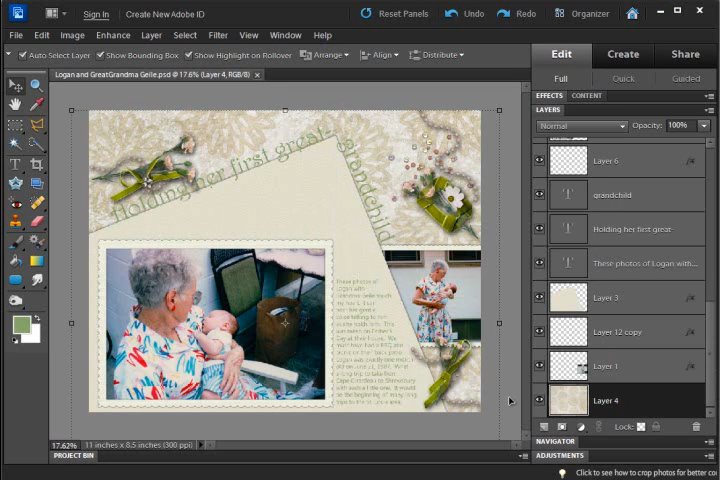 Sign In
Create New Adobe ID
Reset Panels
Undo
Redo
Organizer
File Edit Image Enhance Layer Select Filter View Window Help
Auto Select Layer
Show Bounding Box
Show Highlight on Rollover
Arrange
Align
Distribute
Edit Create Share
Logan and GreatGrandma Geile.psd @ 17.6% (Layer 4, RGB/8)
Full Quick Guided
EFFECTS CONTENT
LAYERS
Normal
Opacity: 100%
Holding her first great-
grandchild
Layer 6
grandchild
Holding her first great-
These photos of Logan with...
Layer 3
Layer 12 copy
Layer 1
Layer 4
These photos of
Logan with
Lock:
17.62% 11 inches x 8.5 inches (300 ppi)
NAVIGATOR
PROJECT BIN
ADJUSTMENTS
Click to see how to crop photos for better co